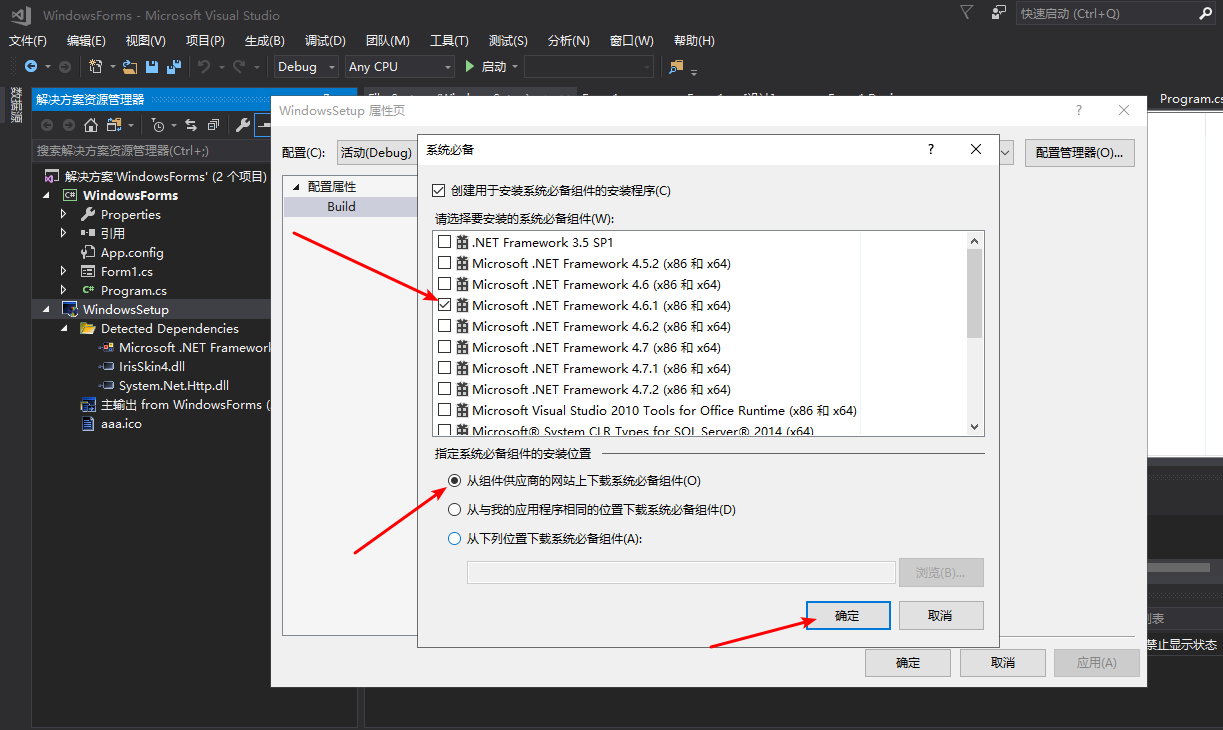 WindowsForms - Microsoft Visual Studio
快速启动 (Ctrl+Q)
文件(F) 编辑(E) 视图(V) 项目(P) 生成(B) 调试(D) 团队(M) 工具(T) 测试(S) 分析(N) 窗口(W) 帮助(H)
Debug Any CPU 启动
数据源
解决方案资源管理器
Program.cs
搜索解决方案资源管理器(Ctrl+;)
解决方案'WindowsForms' (2 个项目)
WindowsForms
Properties
引用
App.config
Form1.cs
Program.cs
WindowsSetup
Detected Dependencies
Microsoft .NET Framework
IrisSkin4.dll
System.Net.Http.dll
主输出 from WindowsForms (
aaa.ico
WindowsSetup 属性页
?
配置(C): 活动(Debug)
配置管理器(O)...
配置属性
Build
系统必备
?
创建用于安装系统必备组件的安装程序(C)
请选择要安装的系统必备组件(W):
.NET Framework 3.5 SP1
Microsoft .NET Framework 4.5.2 (x86 和 x64)
Microsoft .NET Framework 4.6 (x86 和 x64)
Microsoft .NET Framework 4.6.1 (x86 和 x64)
Microsoft .NET Framework 4.6.2 (x86 和 x64)
Microsoft .NET Framework 4.7 (x86 和 x64)
Microsoft .NET Framework 4.7.1 (x86 和 x64)
Microsoft .NET Framework 4.7.2 (x86 和 x64)
Microsoft Visual Studio 2010 Tools for Office Runtime (x86 和 x64)
Microsoft® System CLR Types for SQL Server® 2014 (x64)
指定系统必备组件的安装位置
从组件供应商的网站上下载系统必备组件(O)
从与我的应用程序相同的位置下载系统必备组件(D)
从下列位置下载系统必备组件(A):
浏览(B)...
确定 取消
确定 取消 应用(A)
列表
禁止显示状态